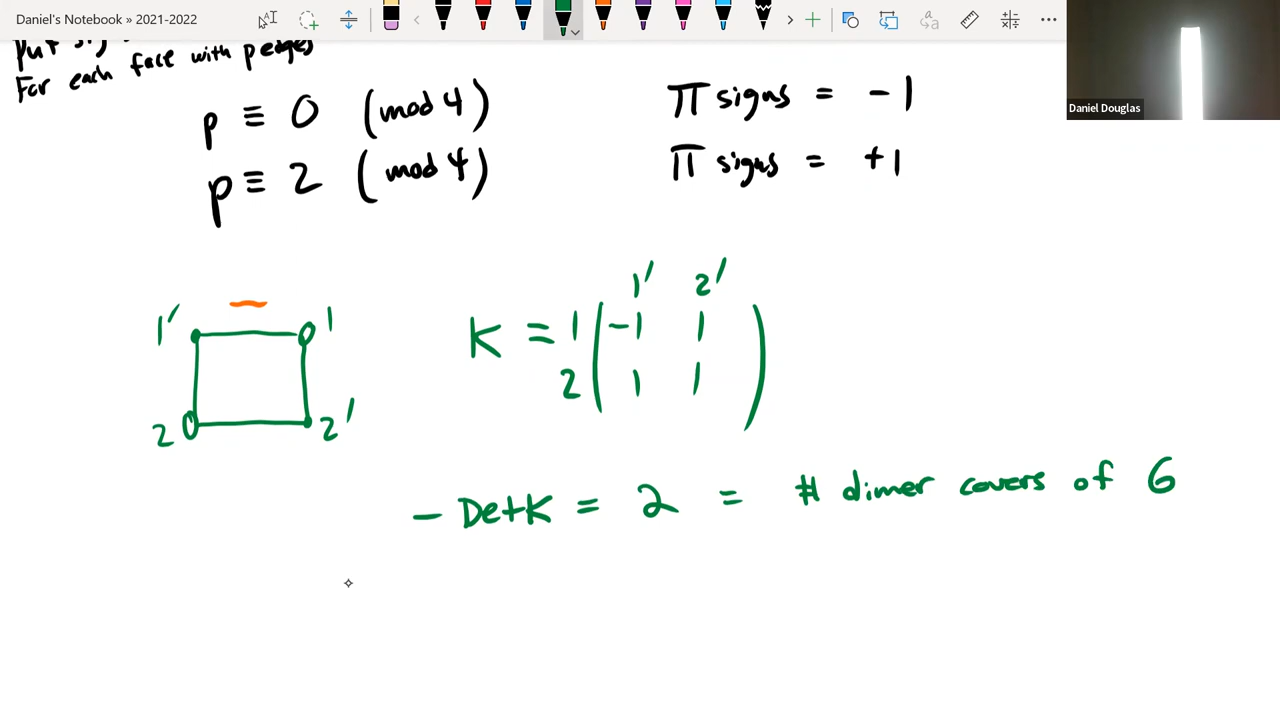 Daniel's Notebook » 2021-2022
Daniel Douglas
Put sig
For each face with p edges
p ≡ 0 (mod 4) π signs = -1
p ≡ 2 (mod 4) π signs = +1
1' 2'
1' 1
K = 1 ( -1 1 )
2 ( 1 1 )
2 2'
- Det K = 2 = # dimer covers of G